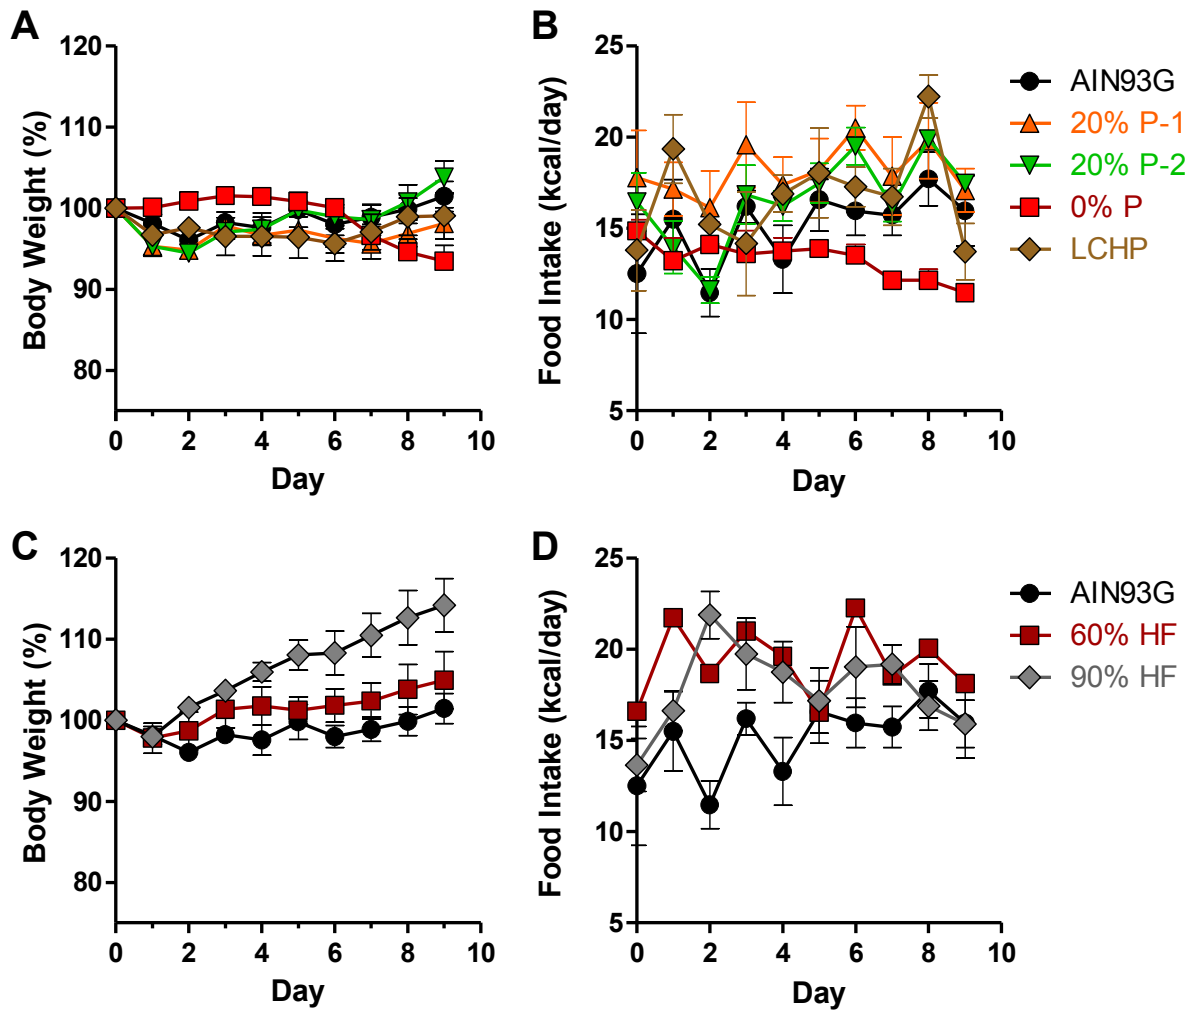 A
120
110
100
90
80
Body Weight (%)
0 2 4 6 8 10
Day
B
25
20
15
10
5
Food Intake (kcal/day)
0 2 4 6 8 10
Day
AIN93G
20% P-1
20% P-2
0% P
LCHP
C
120
110
100
90
80
Body Weight (%)
0 2 4 6 8 10
Day
D
25
20
15
10
5
Food Intake (kcal/day)
0 2 4 6 8 10
Day
AIN93G
60% HF
90% HF